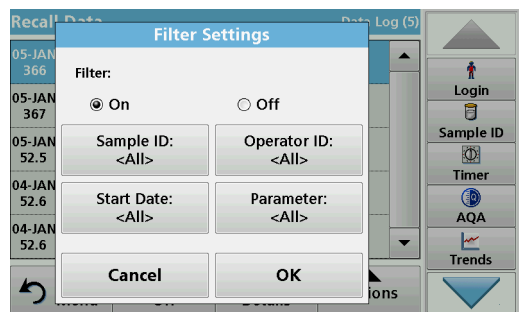 Recall Data
Data Log (5)
Filter Settings
Filter:
On
Off
Sample ID:
<All>
Operator ID:
<All>
Start Date:
<All>
Parameter:
<All>
Cancel
OK
05-JAN
366
05-JAN
367
05-JAN
52.5
04-JAN
52.6
04-JAN
52.6
Login
Sample ID
Timer
AQA
Trends